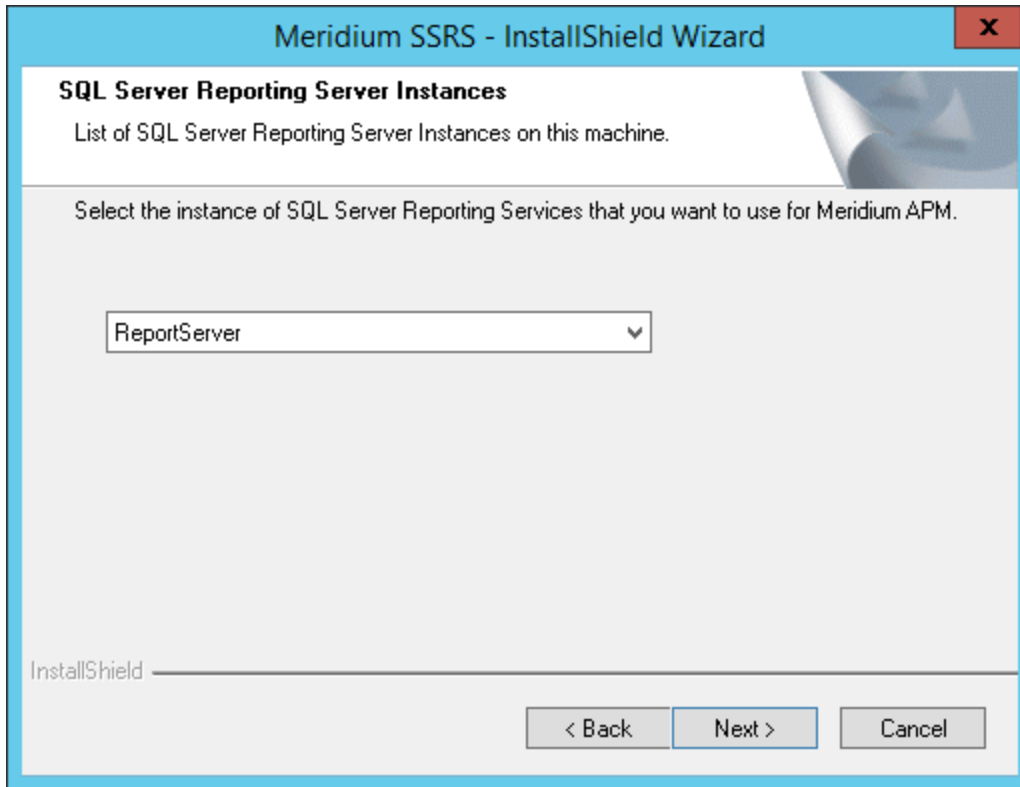 Meridium SSRS - InstallShield Wizard
x
SQL Server Reporting Server Instances
List of SQL Server Reporting Server Instances on this machine.
Select the instance of SQL Server Reporting Services that you want to use for Meridium APM.
ReportServer
InstallShield
< Back
Next >
Cancel